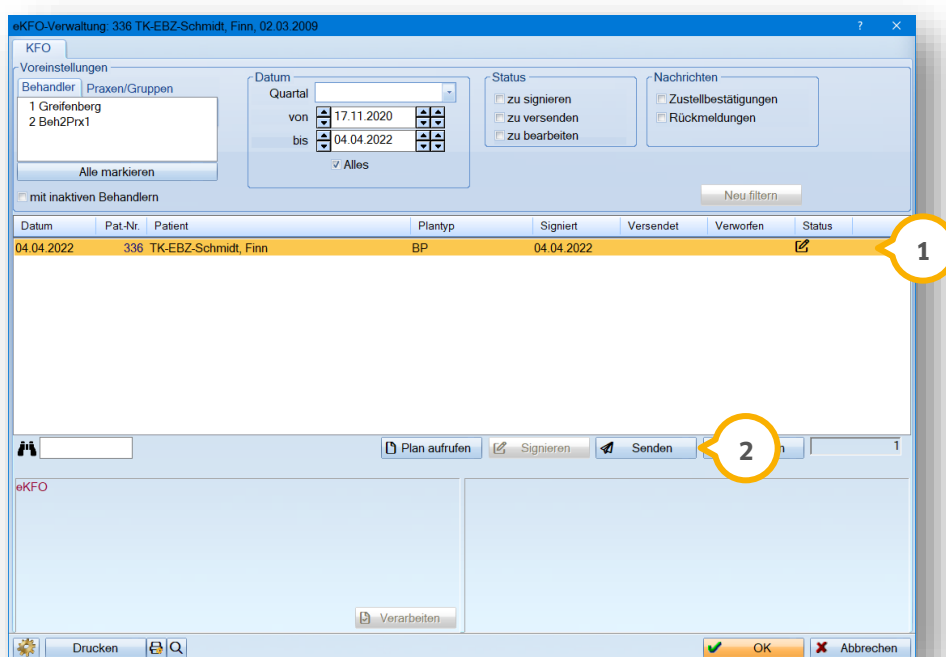 eKFO-Verwaltung: 336 TK-EBZ-Schmidt, Finn, 02.03.2009
KFO
Voreinstellungen
Behandler Praxen/Gruppen
1 Greifenberg
2 Beh2Prx1
Alle markieren
mit inaktiven Behandlern
Datum
Quartal
von 17.11.2020
bis 04.04.2022
Alles
Status
zu signieren
zu versenden
zu bearbeiten
Nachrichten
Zustellbestätigungen
Rückmeldungen
Neu filtern
Datum Pat.-Nr. Patient Plantyp Signiert Versendet Verworfen Status
04.04.2022 336 TK-EBZ-Schmidt, Finn BP 04.04.2022
1
Plan aufrufen Signieren Senden 2 1
eKFO
Verarbeiten
Drucken OK Abbrechen